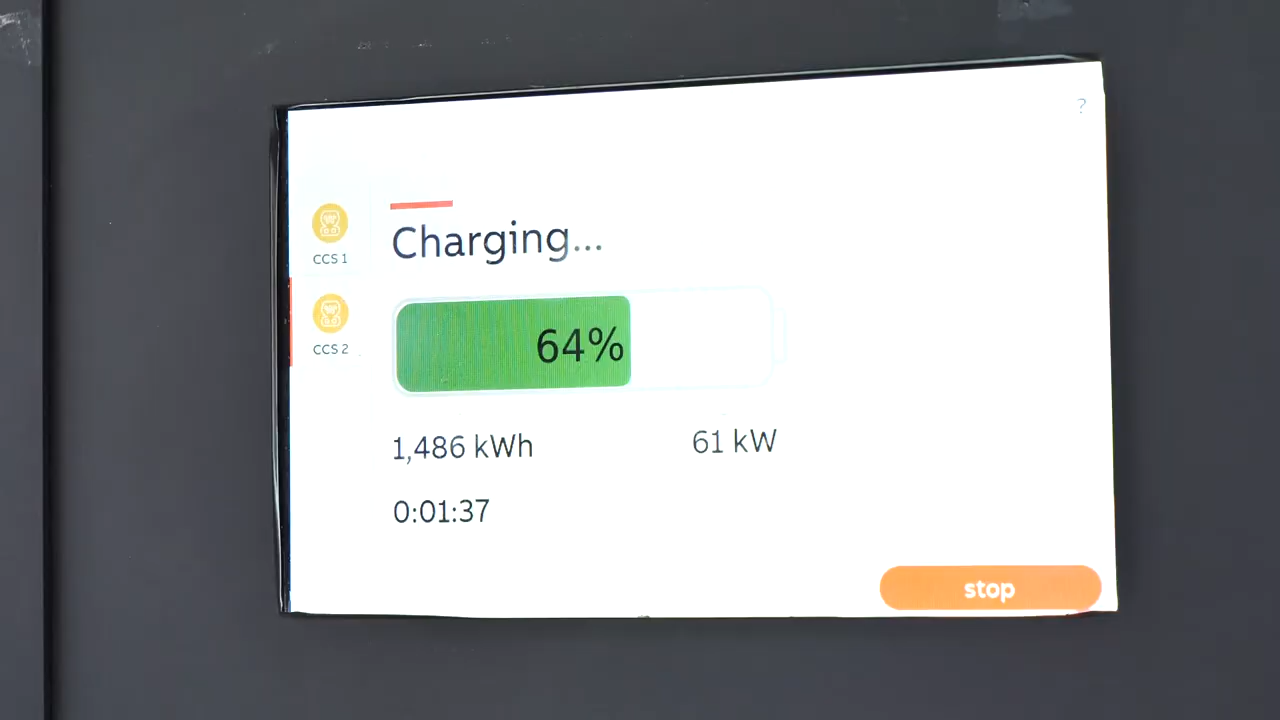 ?
CCS 1
Charging...
CCS 2
64%
1,486 kWh
61 kW
0:01:37
stop